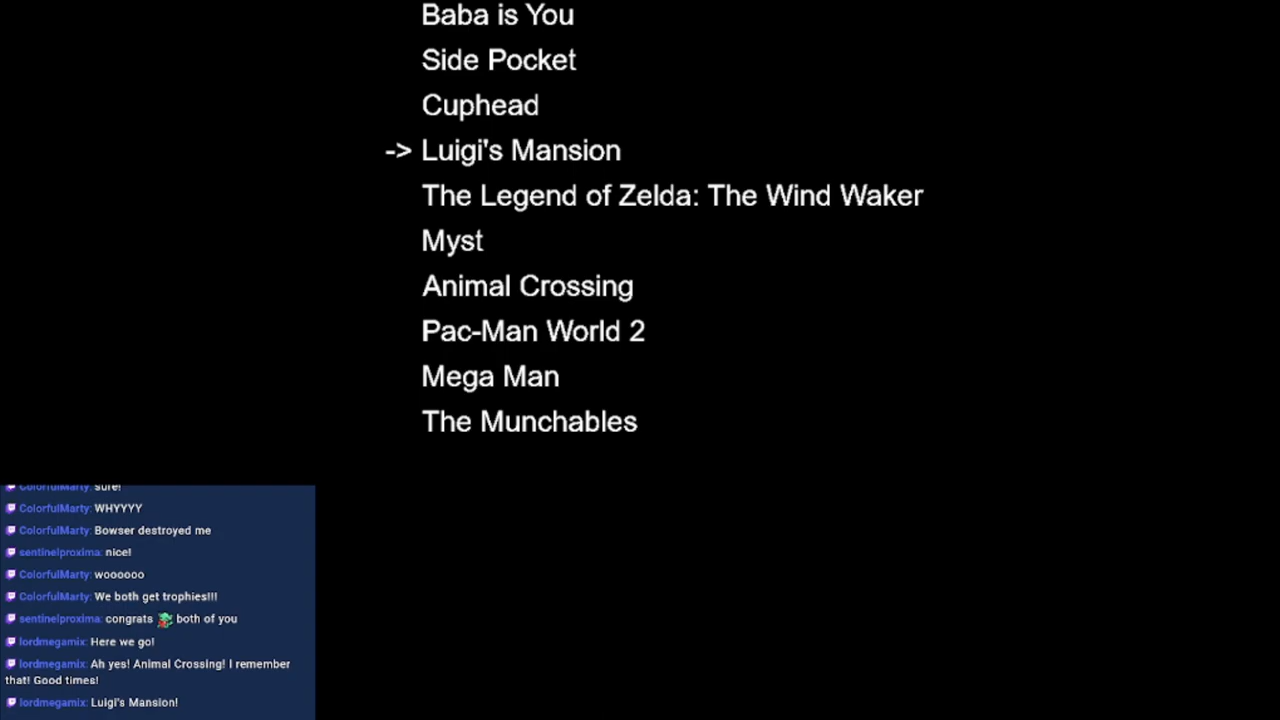 Baba is You
Side Pocket
Cuphead
-> Luigi's Mansion
The Legend of Zelda: The Wind Waker
Myst
Animal Crossing
Pac-Man World 2
Mega Man
The Munchables
ColorfulMarty: sure!
ColorfulMarty: WHYYYY
ColorfulMarty: Bowser destroyed me
sentinelproxima: nice!
ColorfulMarty: woooooo
ColorfulMarty: We both get trophies!!!
sentinelproxima: congrats both of you
lordmegamix: Here we go!
lordmegamix: Ah yes! Animal Crossing! I remember
that! Good times!
lordmegamix: Luigi's Mansion!